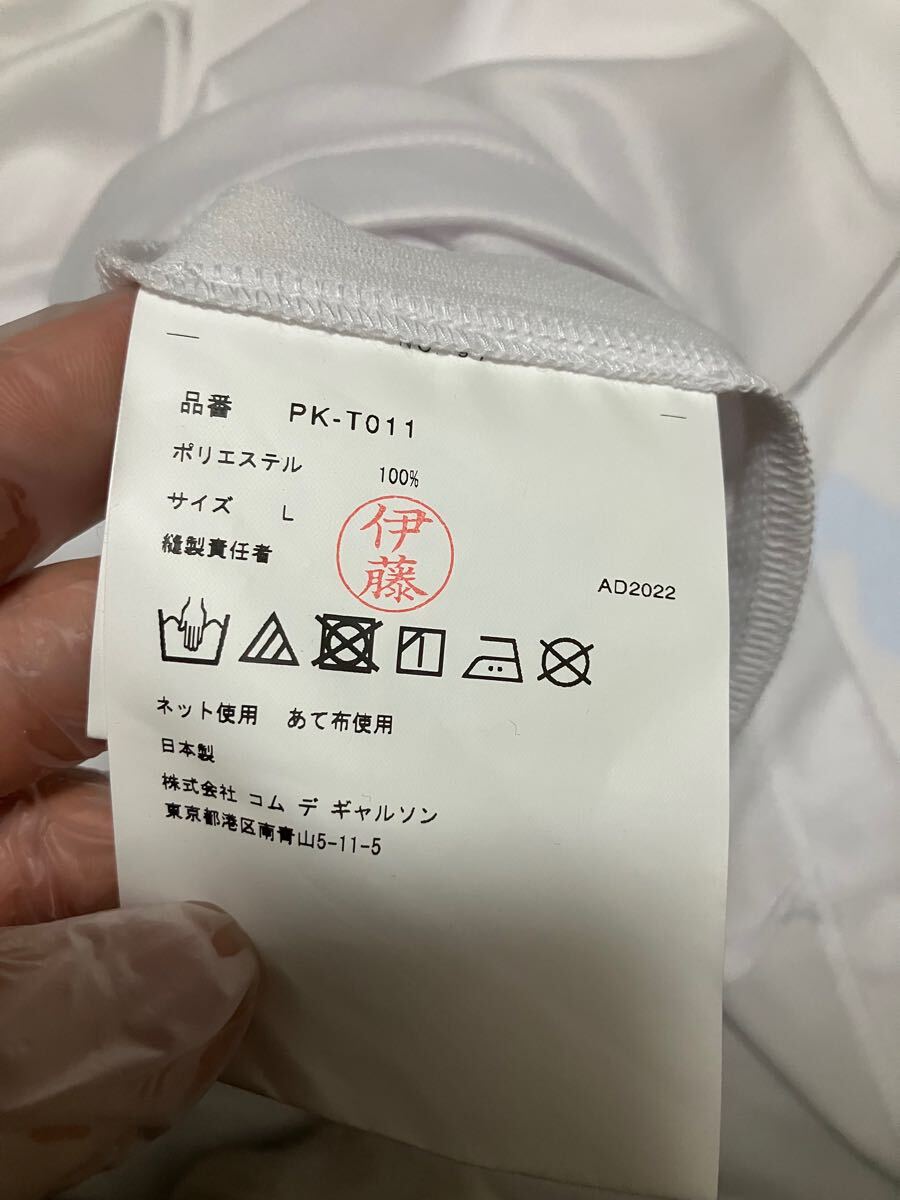 品番 PK-T011
ポリエステル 100%
サイズ L
縫製責任者 伊藤
AD2022
ネット使用 あて布使用
日本製
株式会社 コム デ ギャルソン
東京都港区南青山5-11-5